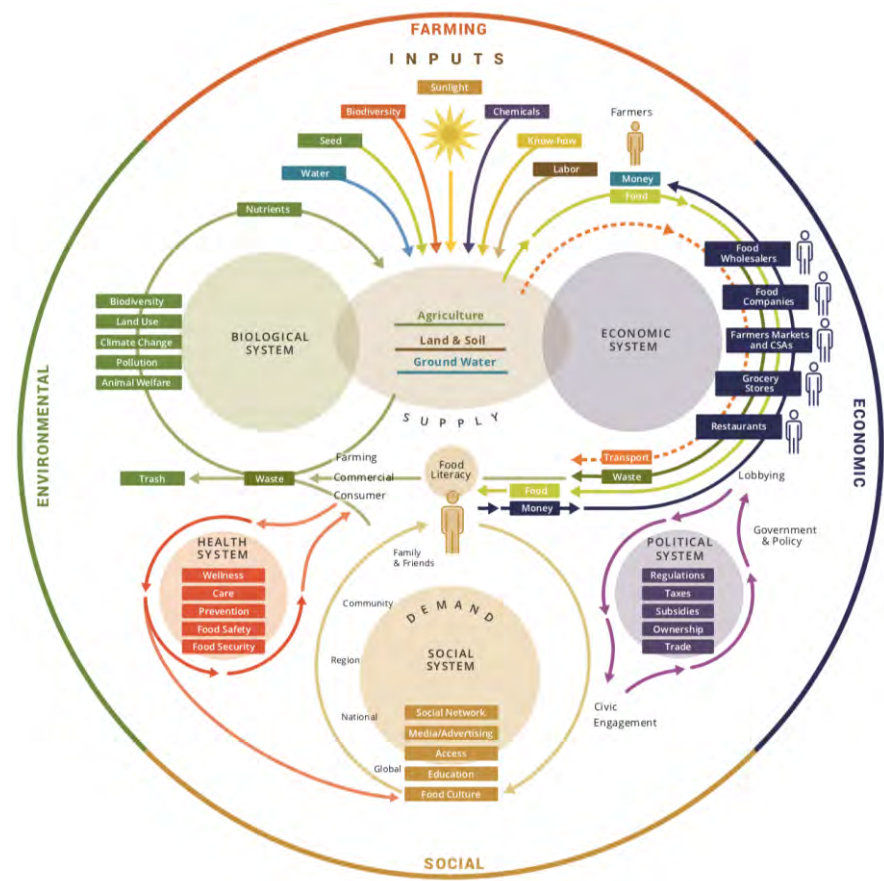 FARMING
INPUTS
Sunlight
Biodiversity
Chemicals
Farmers
Seed
Know-how
Water
Labor
Money
Food
Nutrients
Food
Wholesalers
Food
Companies
Farmers Markets
and CSAs
Grocery
Stores
Restaurants
Biodiversity
Land Use
Climate Change
Pollution
Animal Welfare
BIOLOGICAL
SYSTEM
Agriculture
Land & Soil
Ground Water
ECONOMIC
SYSTEM
SUPPLY
ENVIRONMENTAL
ECONOMIC
Farming
Commercial
Consumer
Trash
Waste
Food
Literacy
Transport
Waste
Food
Money
Lobbying
Government
& Policy
HEALTH
SYSTEM
Wellness
Care
Prevention
Food Safety
Food Security
Family
& Friends
Community
Region
National
Global
DEMAND
SOCIAL
SYSTEM
Social Network
Media/Advertising
Access
Education
Food Culture
POLITICAL
SYSTEM
Regulations
Taxes
Subsidies
Ownership
Trade
Civic
Engagement
SOCIAL